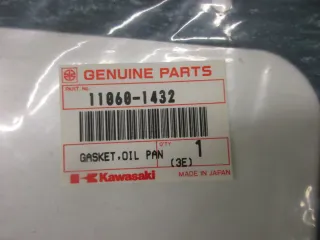 GENUINE PARTS
PART No.
11060-1432
GASKET,OIL PAN
QTY
1
(3E)
Kawasaki
MADE IN JAPAN